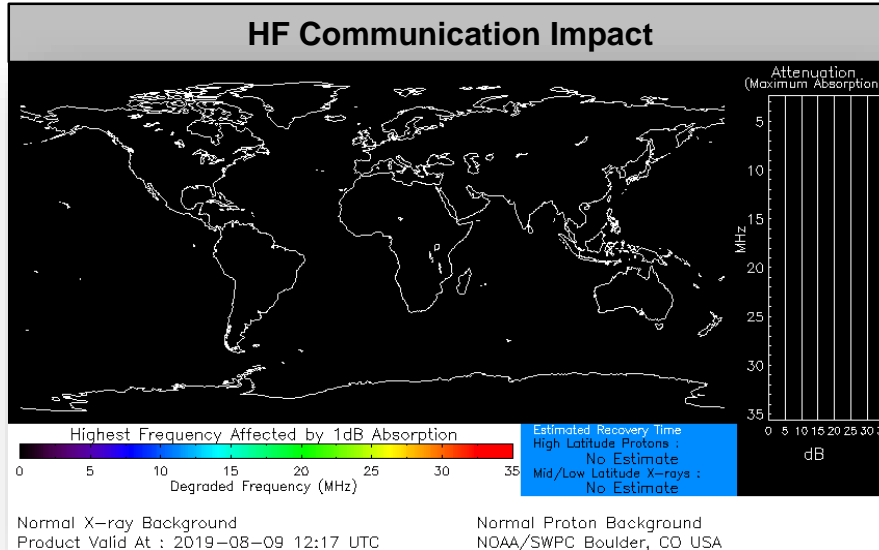 HF Communication Impact
Attenuation
(Maximum Absorption
5
10
15
20
25
30
35
MHz
0 5 10 15 20 25 30
dB
Highest Frequency Affected by 1dB Absorption
0 5 10 15 20 25 30 35
Degraded Frequency (MHz)
Estimated Recovery Time
High Latitude Protons :
No Estimate
Mid/Low Latitude X-rays :
No Estimate
Normal X-ray Background
Product Valid At : 2019-08-09 12:17 UTC
Normal Proton Background
NOAA/SWPC Boulder, CO USA